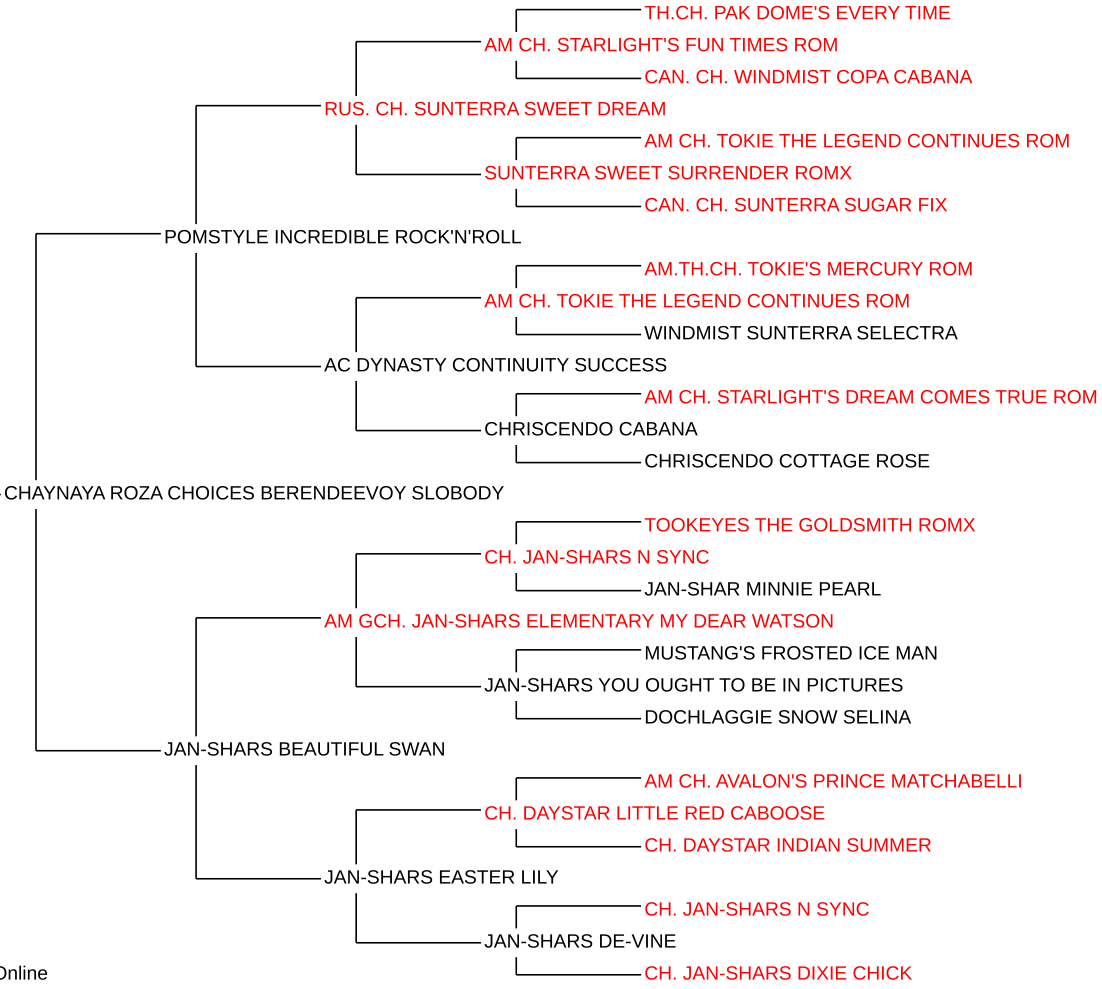 TH.CH. PAK DOME'S EVERY TIME
AM CH. STARLIGHT'S FUN TIMES ROM
CAN. CH. WINDMIST COPA CABANA
RUS. CH. SUNTERRA SWEET DREAM
AM CH. TOKIE THE LEGEND CONTINUES ROM
SUNTERRA SWEET SURRENDER ROMX
CAN. CH. SUNTERRA SUGAR FIX
POMSTYLE INCREDIBLE ROCK'N'ROLL
AM.TH.CH. TOKIE'S MERCURY ROM
AM CH. TOKIE THE LEGEND CONTINUES ROM
WINDMIST SUNTERRA SELECTRA
AC DYNASTY CONTINUITY SUCCESS
AM CH. STARLIGHT'S DREAM COMES TRUE ROM
CHRISCENDO CABANA
CHRISCENDO COTTAGE ROSE
CHAYNAYA ROZA CHOICES BERENDEEVOY SLOBODY
TOOKEYES THE GOLDSMITH ROMX
CH. JAN-SHARS N SYNC
JAN-SHAR MINNIE PEARL
AM GCH. JAN-SHARS ELEMENTARY MY DEAR WATSON
MUSTANG'S FROSTED ICE MAN
JAN-SHARS YOU OUGHT TO BE IN PICTURES
DOCHLAGGIE SNOW SELINA
JAN-SHARS BEAUTIFUL SWAN
AM CH. AVALON'S PRINCE MATCHABELLI
CH. DAYSTAR LITTLE RED CABOOSE
CH. DAYSTAR INDIAN SUMMER
JAN-SHARS EASTER LILY
CH. JAN-SHARS N SYNC
JAN-SHARS DE-VINE
CH. JAN-SHARS DIXIE CHICK
Online